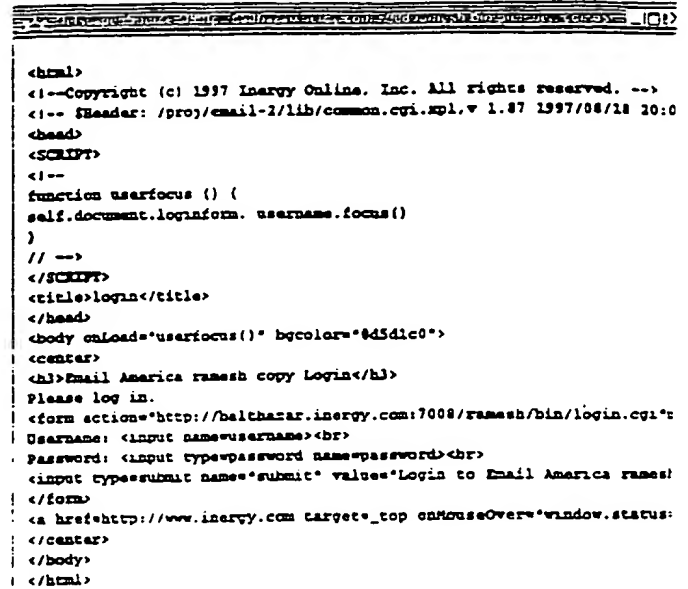 <html>
<!--Copyright (c) 1997 Inergy Online, Inc. All rights reserved. -->
<!-- $Header: /proj/email-2/lib/common.cgi.xpl,v 1.87 1997/08/18 20:0
<head>
<SCRIPT>
<!--
function userfocus () {
self.document.loginform. username.focus()
}
// -->
</SCRIPT>
<title>login</title>
</head>
<body onLoad="userfocus()" bgcolor="#d5d1c0">
<center>
<h3>Email America ramesh copy Login</h3>
Please log in.
<form action="http://balthazar.inergy.com:7008/ramesh/bin/login.cgi"
Username: <input name=username><br>
Password: <input type=password name=password><br>
<input type=submit name="submit" value="Login to Email America ramesh
</form>
<a href=http://www.inergy.com target=_top onMouseOver="window.status=
</center>
</body>
</html>